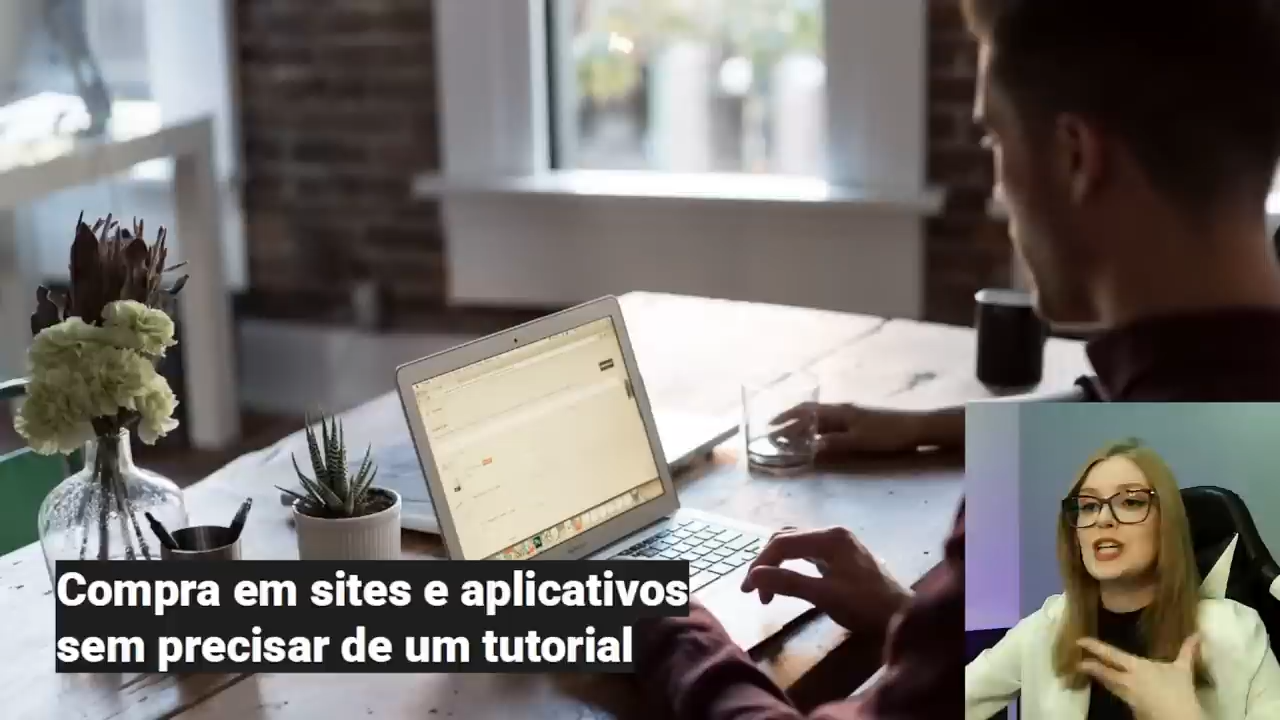 Compra em sites e aplicativos
sem precisar de um tutorial